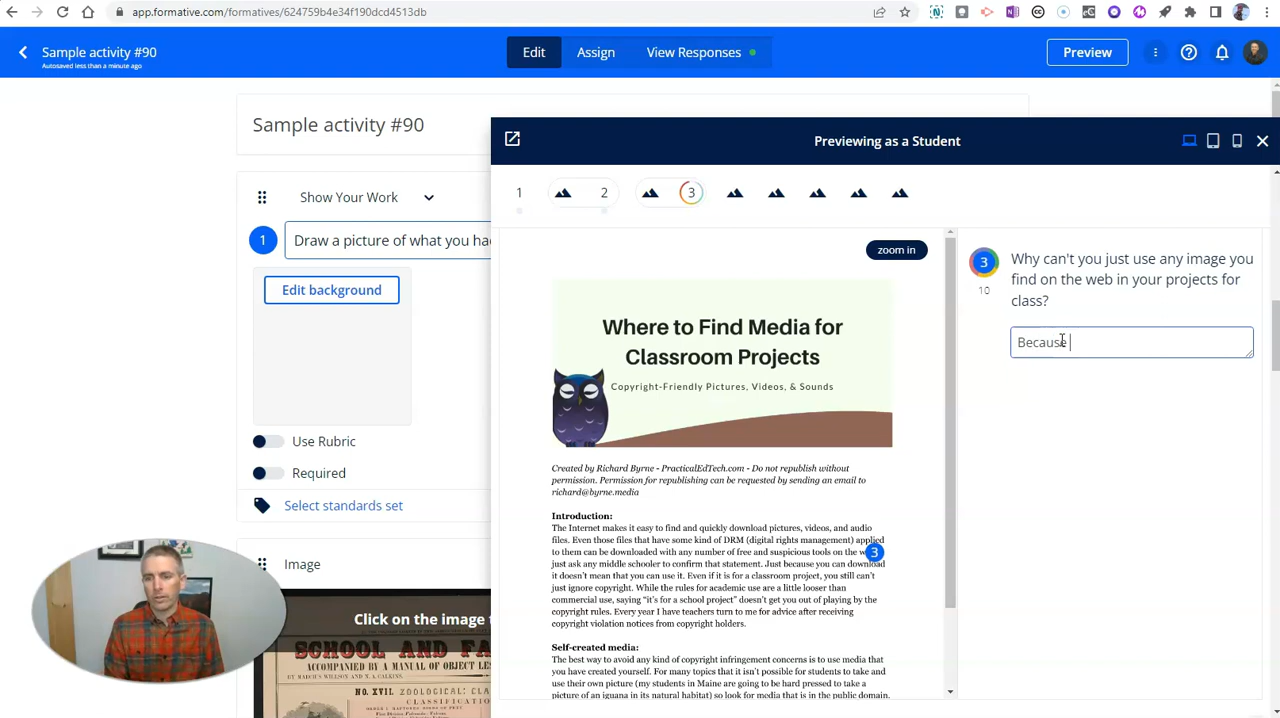 app.formative.com/formatives/624759b4e34f190dcd4513db
Sample activity #90
Autosaved less than a minute ago
Edit
Assign
View Responses
Preview
Sample activity #90
Show Your Work
1
Draw a picture of what you had
Edit background
Use Rubric
Required
Select standards set
Image
Click on the image t
SCHOOL AND FA
ACCOMPANIED BY A MANUAL OF OBJECT LES
BY MARCIUS WILLSON AND N. A. CALKINS.
NO. XVII.
ZOOLOGICAL:
CLASSIFICATION
Previewing as a Student
1
2
3
zoom in
Where to Find Media for
Classroom Projects
Copyright-Friendly Pictures, Videos, & Sounds
Created by Richard Byrne - PracticalEdTech.com - Do not republish without
permission. Permission for republishing can be requested by sending an email to
richard@byrne.media
Introduction:
The Internet makes it easy to find and quickly download pictures, videos, and audio
files. Even those files that have some kind of DRM (digital rights management) applied
to them can be downloaded with any number of free and suspicious tools on the w
3
just ask any middle schooler to confirm that statement. Just because you can download
it doesn't mean that you can use it. Even if it is for a classroom project, you still can't
just ignore copyright. While the rules for academic use are a little looser than
commercial use, saying "it's for a school project" doesn't get you out of playing by the
copyright rules. Every year I have teachers turn to me for advice after receiving
copyright violation notices from copyright holders.
Self-created media:
The best way to avoid any kind of copyright infringement concerns is to use media that
you have created yourself. For many topics that it isn't possible for students to take and
use their own picture (my students in Maine are going to be hard pressed to take a
picture of an iguana in its natural habitat) so look for media that is in the public domain.
3
10
Why can't you just use any image you
find on the web in your projects for
class?
Because